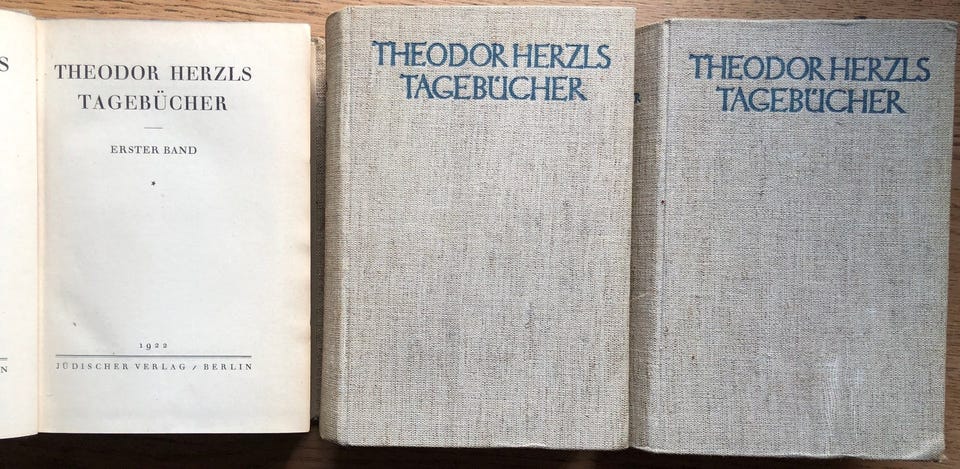 S
THEODOR HERZLS
TAGEBÜCHER
ERSTER BAND
*
1922
JÜDISCHER VERLAG / BERLIN
N
THEODOR HERZLS
TAGEBÜCHER
R
THEODOR HERZLS
TAGEBÜCHER